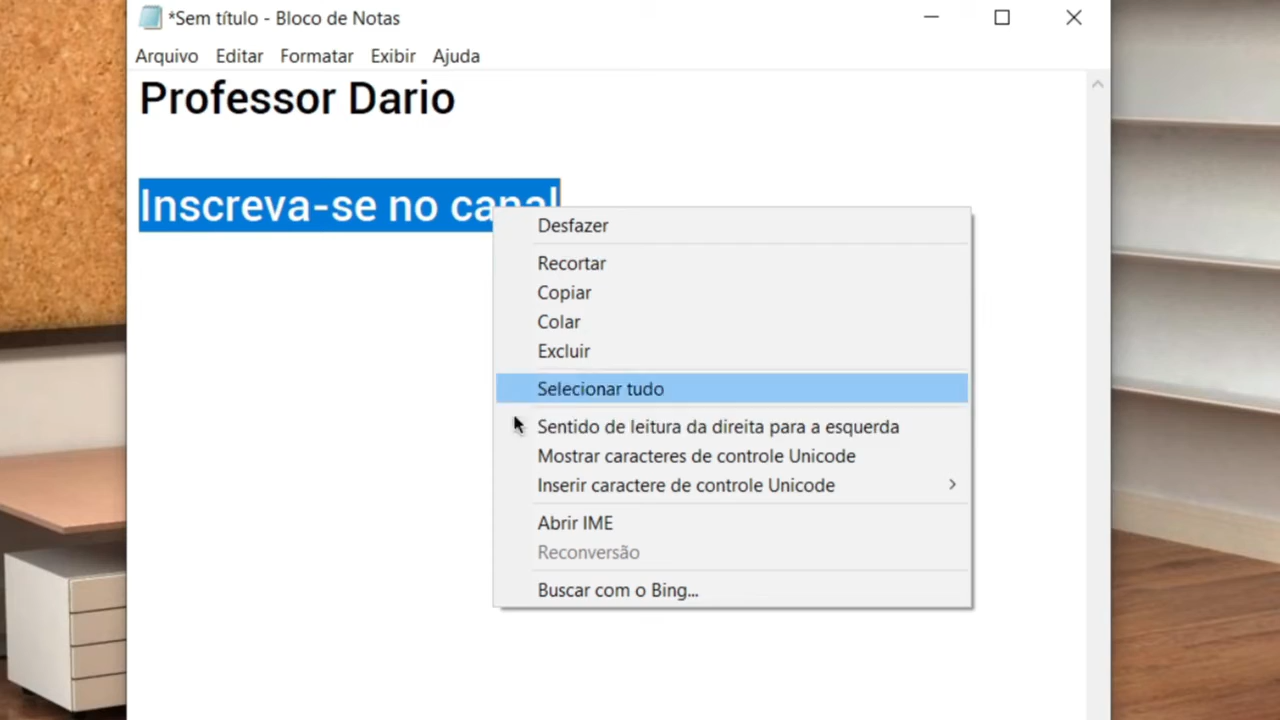 *Sem título - Bloco de Notas
Arquivo Editar Formatar Exibir Ajuda
Professor Dario
Inscreva-se no canal
Desfazer
Recortar
Copiar
Colar
Excluir
Selecionar tudo
Sentido de leitura da direita para a esquerda
Mostrar caracteres de controle Unicode
Inserir caractere de controle Unicode
Abrir IME
Reconversão
Buscar com o Bing...